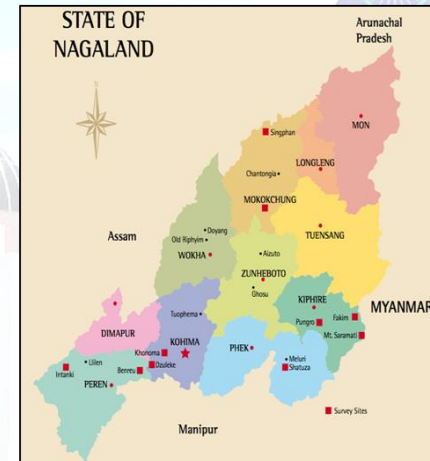 STATE OF
NAGALAND
Arunachal
Pradesh
MON
Singphan
LONGLENG
Chantongia
MOKOKCHUNG
TUENSANG
Assam
Doyang
Old Riphyim
WOKHA
Aizuto
ZUNHEBOTO
Ghosu
KIPHIRE
MYANMAR
Fakim
Pungro
Mt. Saramati
Tuophema
DIMAPUR
KOHIMA
PHEK
Khonoma
Dzuleke
Meluri
Shatuza
Llilen
Intanki
Benreu
PEREN
Survey Sites
Manipur